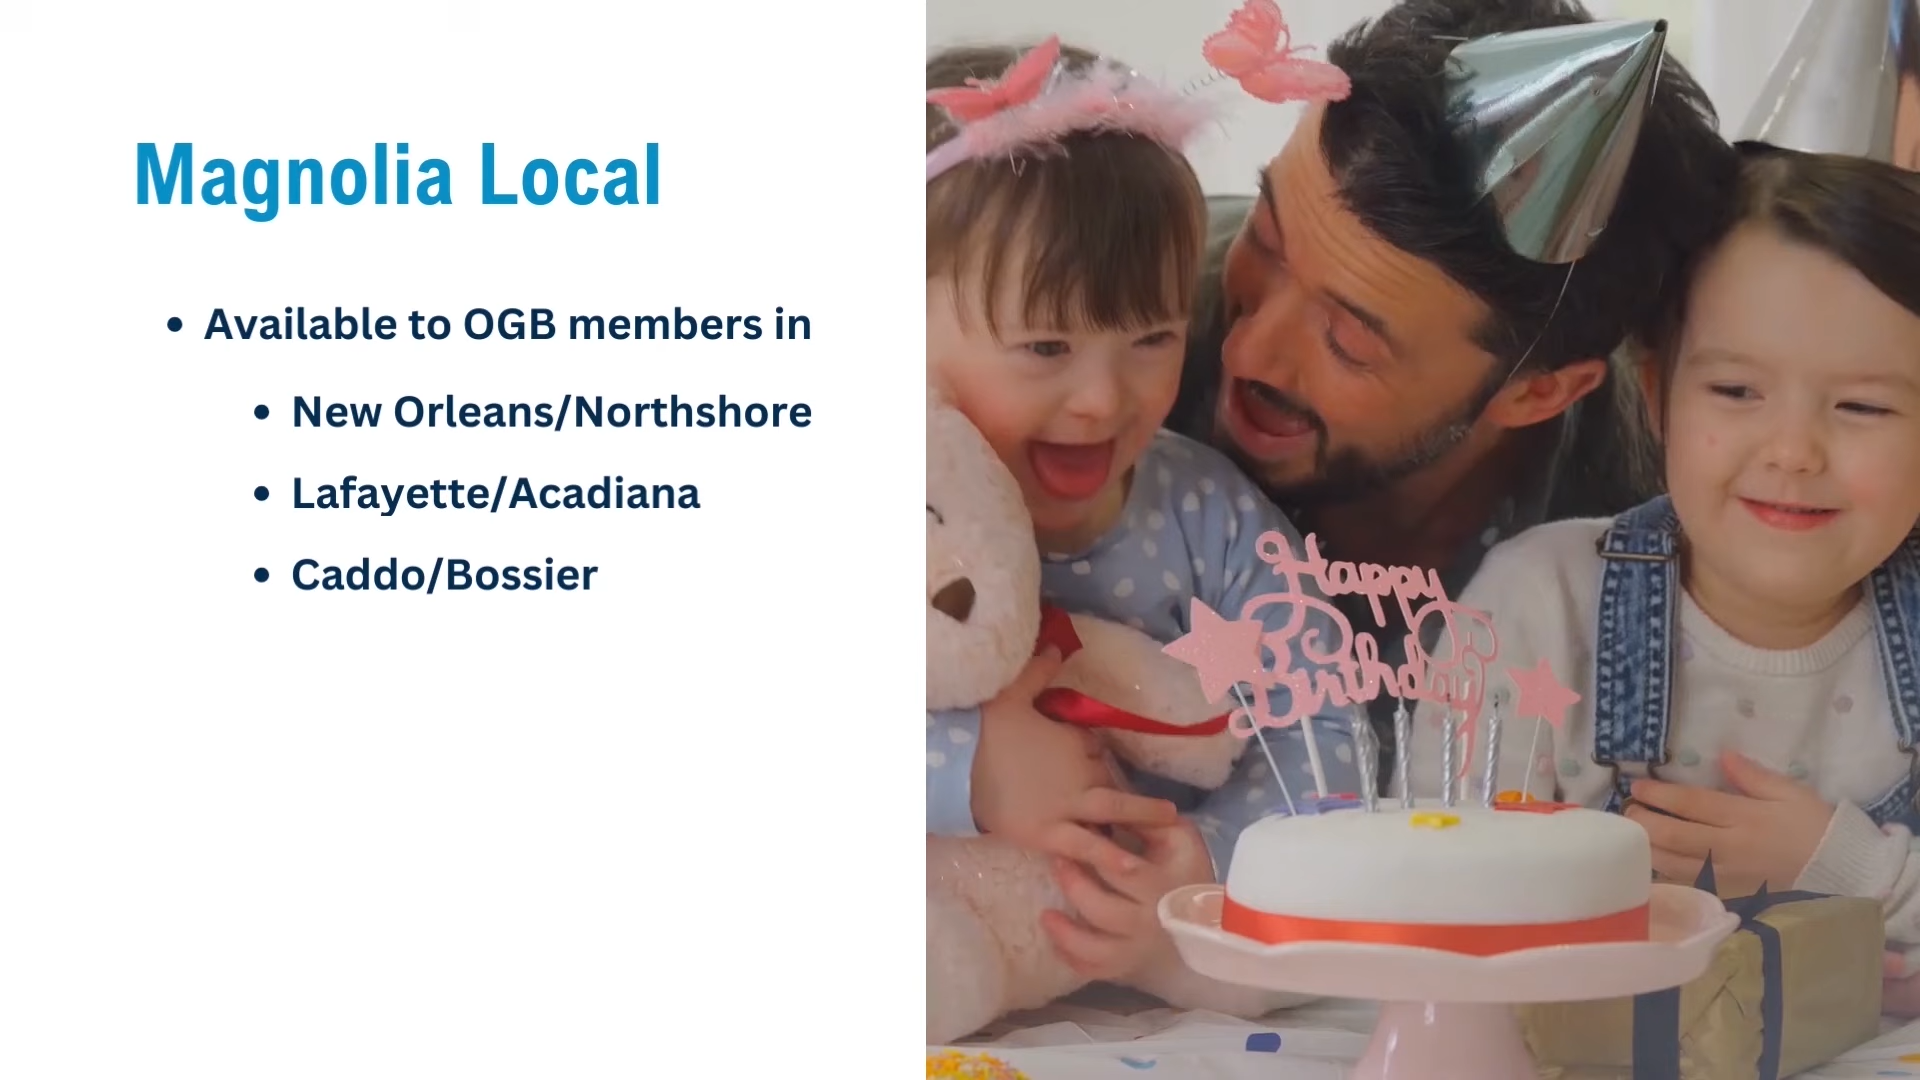 Magnolia Local
• Available to OGB members in
• New Orleans/Northshore
• Lafayette/Acadiana
• Caddo/Bossier
Happy
Birthday